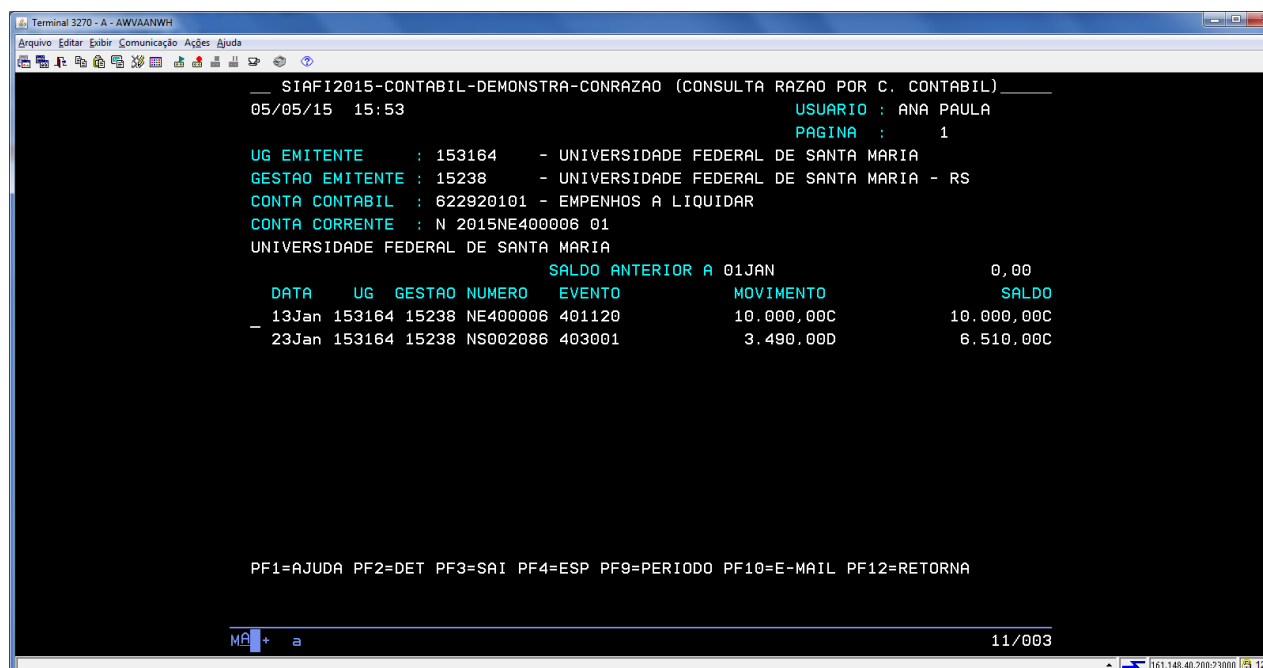 Terminal 3270 - A - AWVAANWH
Arquivo Editar Exibir Comunicação Ações Ajuda
__ SIAFI2015-CONTABIL-DEMONSTRA-CONRAZAO (CONSULTA RAZAO POR C. CONTABIL)_____
05/05/15 15:53 USUARIO : ANA PAULA
PAGINA : 1
UG EMITENTE : 153164 - UNIVERSIDADE FEDERAL DE SANTA MARIA
GESTAO EMITENTE : 15238 - UNIVERSIDADE FEDERAL DE SANTA MARIA - RS
CONTA CONTABIL : 622920101 - EMPENHOS A LIQUIDAR
CONTA CORRENTE : N 2015NE400006 01
UNIVERSIDADE FEDERAL DE SANTA MARIA
SALDO ANTERIOR A 01JAN 0,00
DATA UG GESTAO NUMERO EVENTO MOVIMENTO SALDO
_ 13Jan 153164 15238 NE400006 401120 10.000,00C 10.000,00C
23Jan 153164 15238 NS002086 403001 3.490,00D 6.510,00C
PF1=AJUDA PF2=DET PF3=SAI PF4=ESP PF9=PERIODO PF10=E-MAIL PF12=RETORNA
MA + a 11/003
161.148.40.200:23000